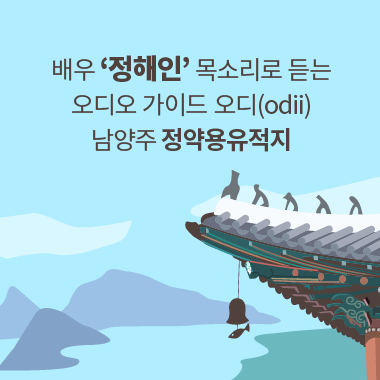 배우 ‘정해인’ 목소리로 듣는
오디오 가이드 오디(odii)
남양주 정약용유적지